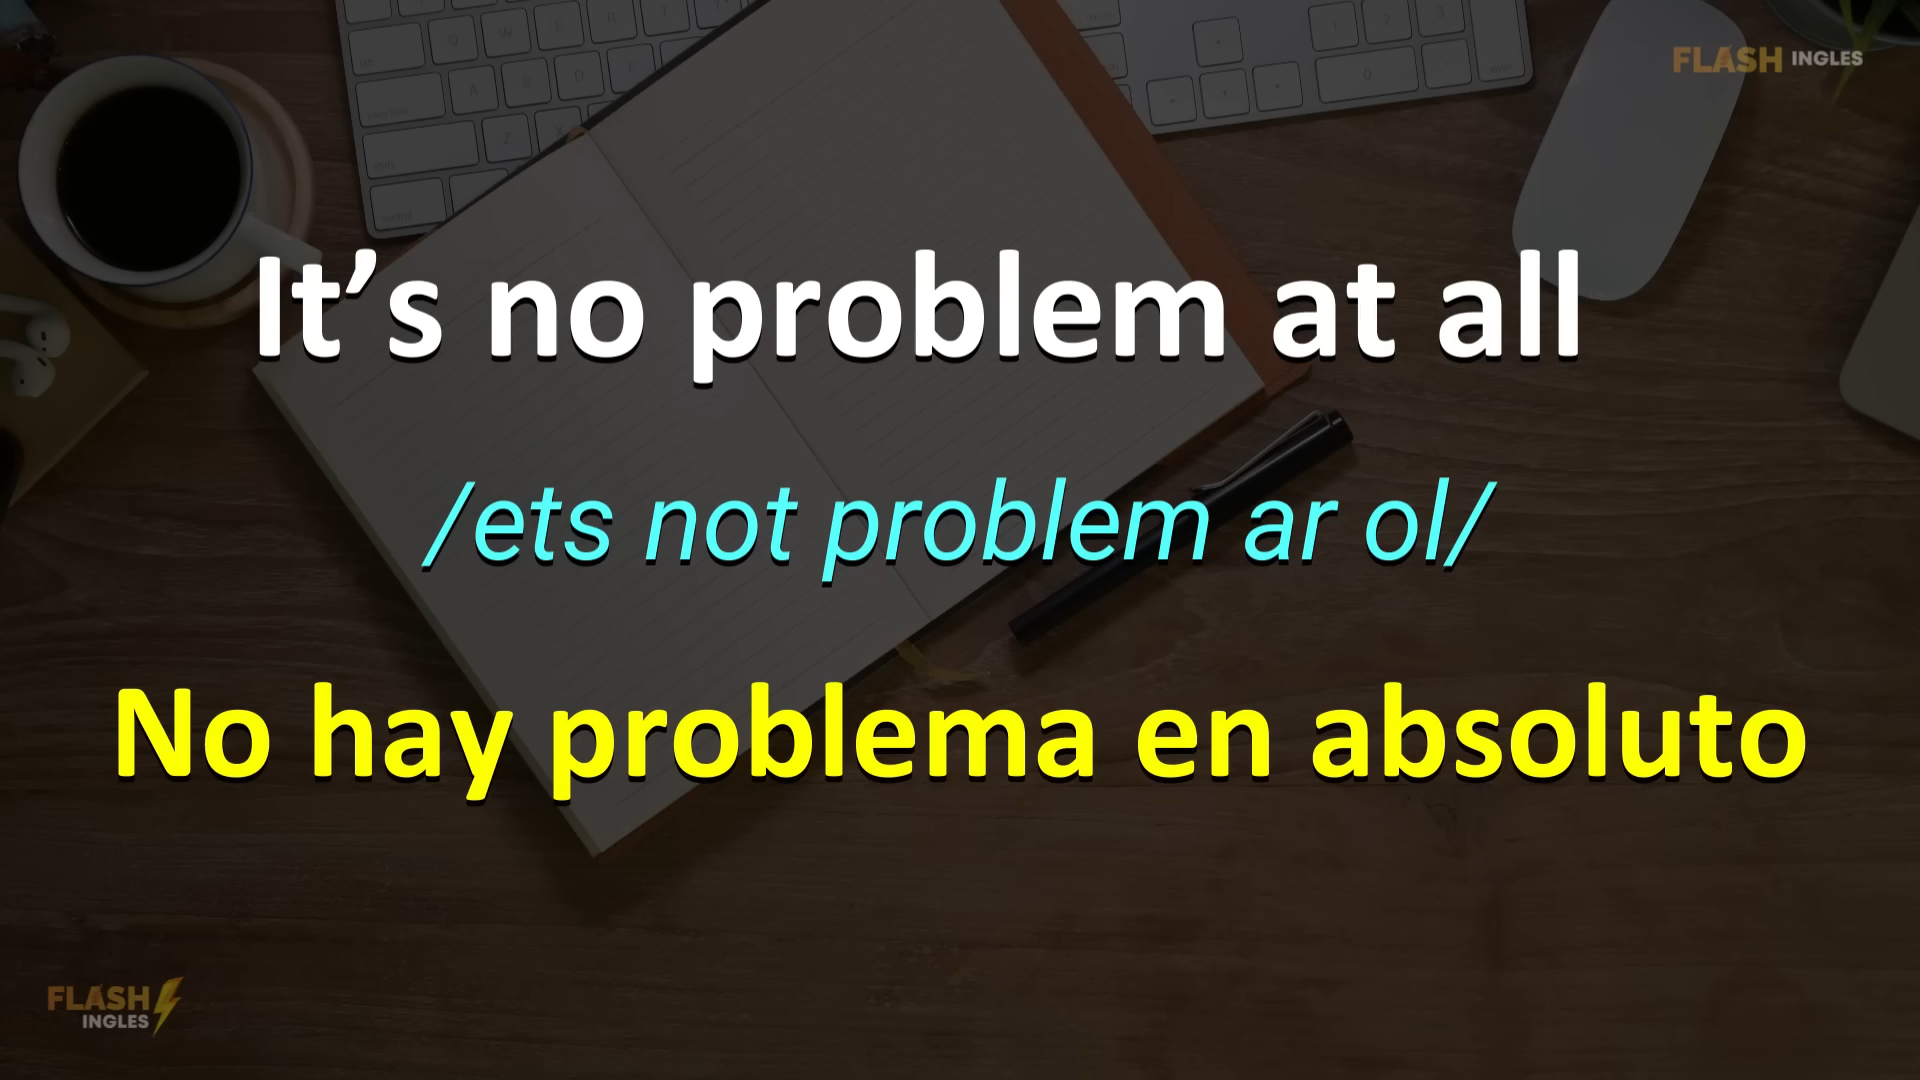 FLASH INGLES
It’s no problem at all
/ets not problem ar ol/
No hay problema en absoluto
FLASH
INGLES